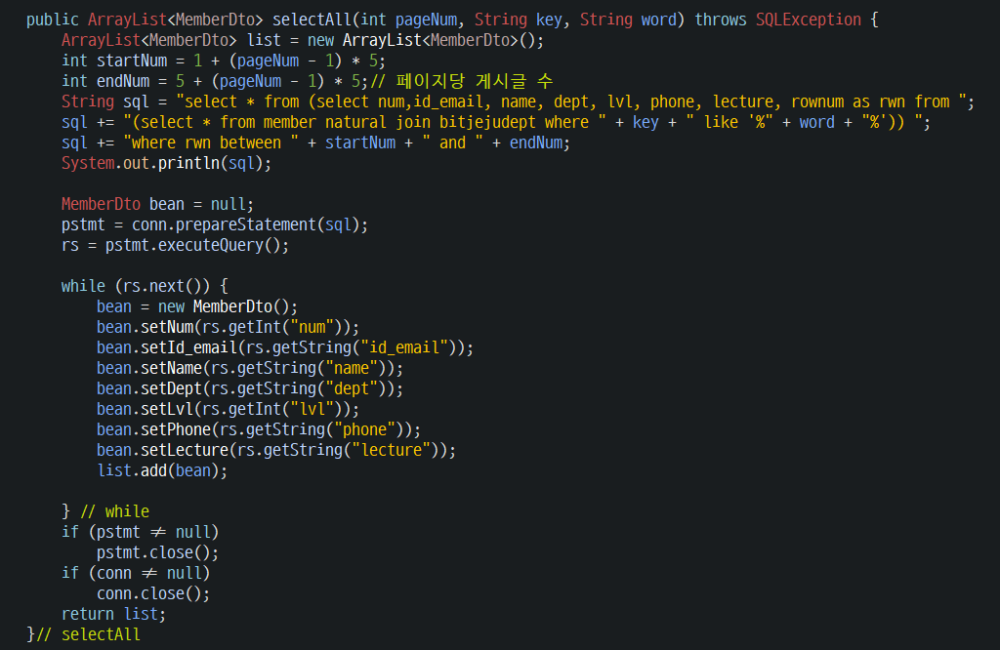 public ArrayList<MemberDto> selectAll(int pageNum, String key, String word) throws SQLException {
    ArrayList<MemberDto> list = new ArrayList<MemberDto>();
    int startNum = 1 + (pageNum - 1) * 5;
    int endNum = 5 + (pageNum - 1) * 5;// 페이지당 게시글 수
    String sql = "select * from (select num,id_email, name, dept, lvl, phone, lecture, rownum as rwn from ";
    sql += "(select * from member natural join bitjejudept where " + key + " like '%" + word + "%')) ";
    sql += "where rwn between " + startNum + " and " + endNum;
    System.out.println(sql);

    MemberDto bean = null;
    pstmt = conn.prepareStatement(sql);
    rs = pstmt.executeQuery();

    while (rs.next()) {
        bean = new MemberDto();
        bean.setNum(rs.getInt("num"));
        bean.setId_email(rs.getString("id_email"));
        bean.setName(rs.getString("name"));
        bean.setDept(rs.getString("dept"));
        bean.setLvl(rs.getInt("lvl"));
        bean.setPhone(rs.getString("phone"));
        bean.setLecture(rs.getString("lecture"));
        list.add(bean);

    } // while
    if (pstmt ≠ null)
        pstmt.close();
    if (conn ≠ null)
        conn.close();
    return list;
}// selectAll